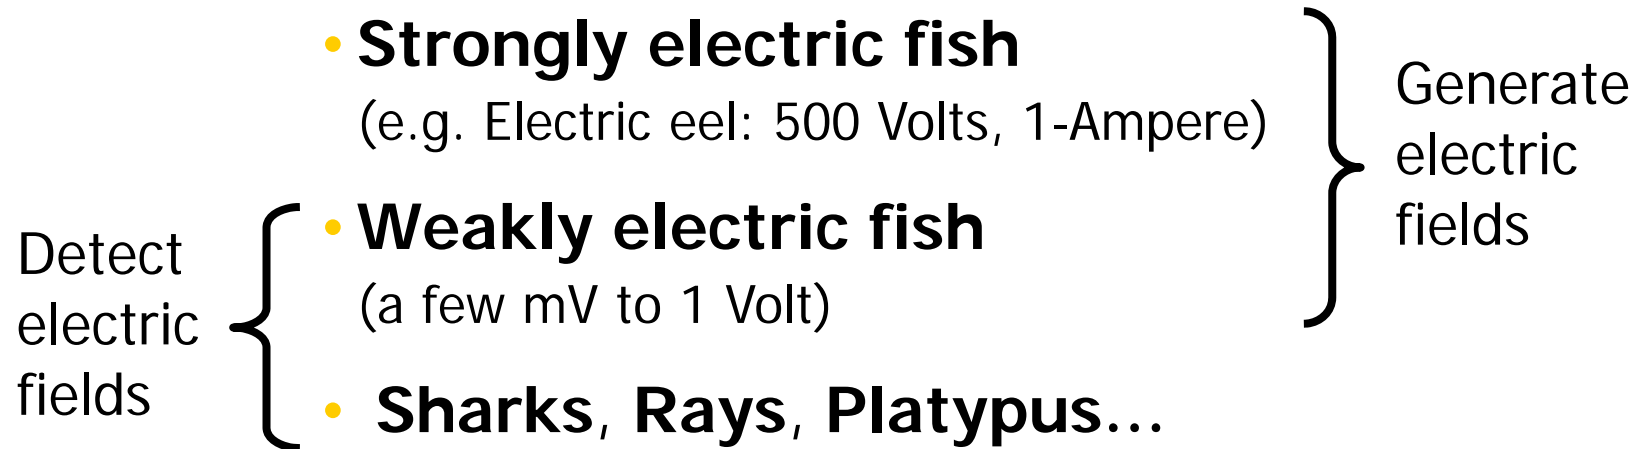 • Strongly electric fish
(e.g. Electric eel: 500 Volts, 1-Ampere)
Generate
electric
fields
• Weakly electric fish
(a few mV to 1 Volt)
Detect
electric
fields
• Sharks, Rays, Platypus...